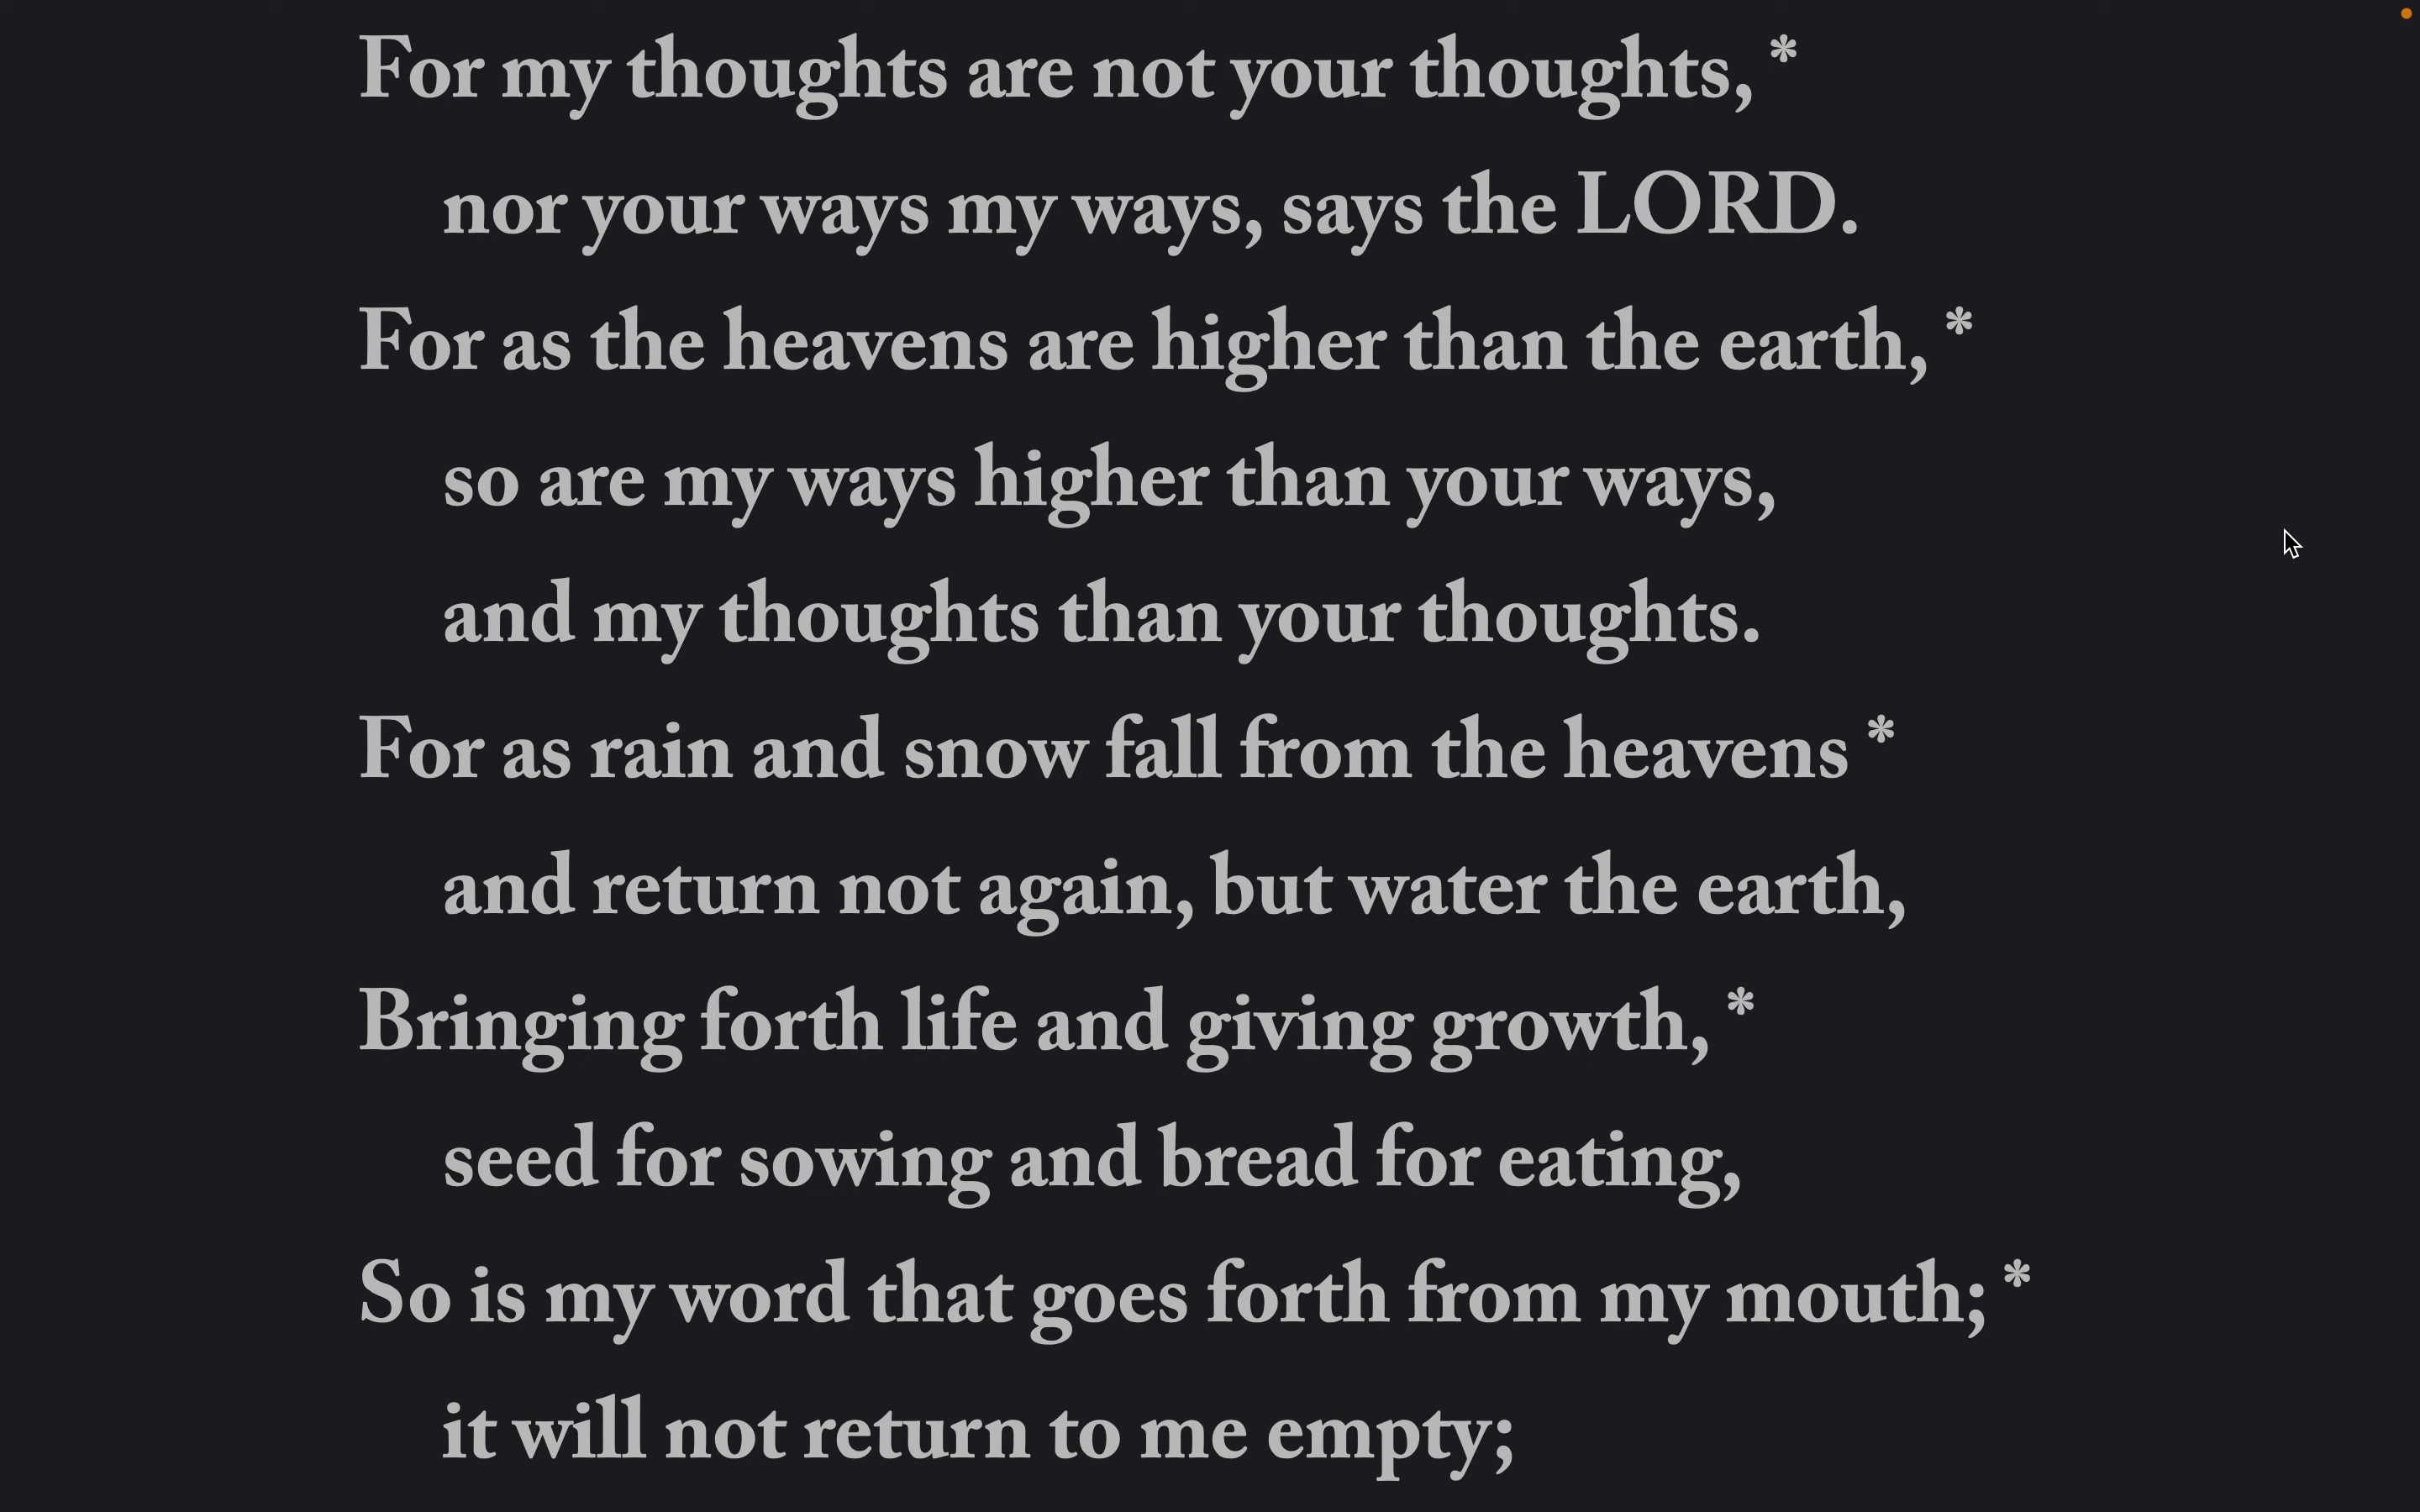 For my thoughts are not your thoughts, *
nor your ways my ways, says the LORD.
For as the heavens are higher than the earth, *
so are my ways higher than your ways,
and my thoughts than your thoughts.
For as rain and snow fall from the heavens *
and return not again, but water the earth,
Bringing forth life and giving growth, *
seed for sowing and bread for eating,
So is my word that goes forth from my mouth; *
it will not return to me empty;